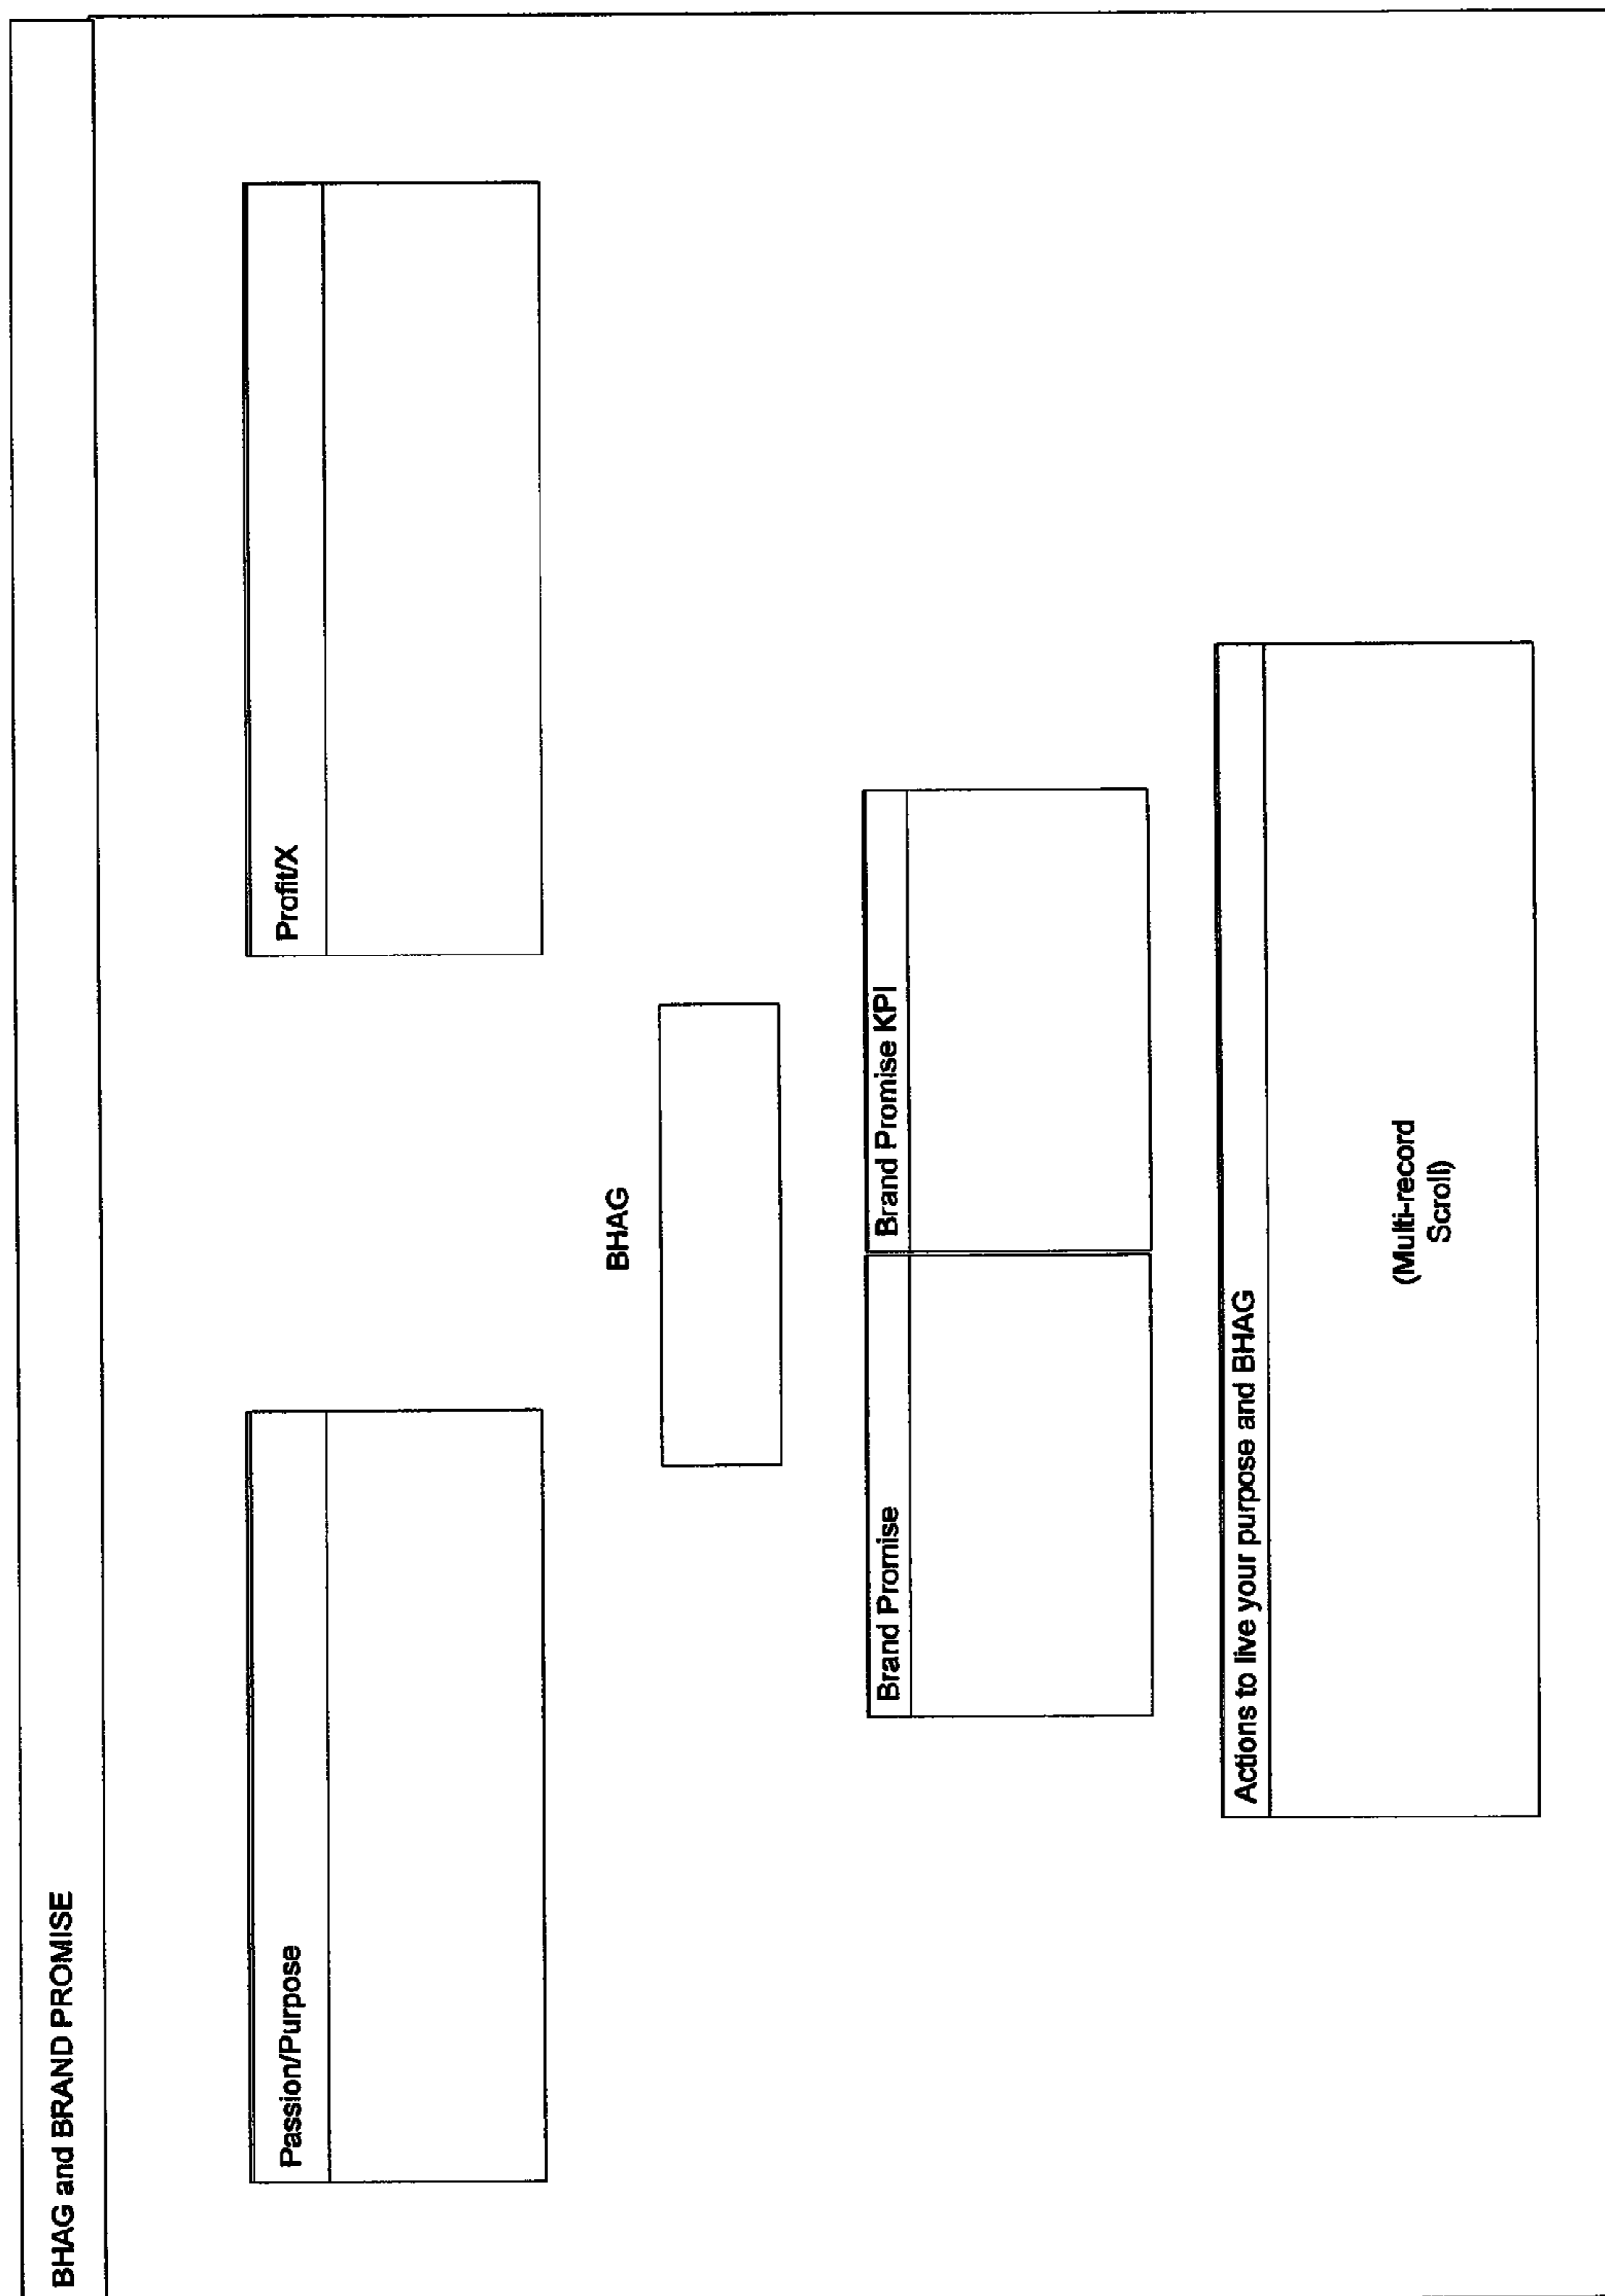 BHAG and BRAND PROMISE
Passion/Purpose
Profit/X
BHAG
Brand Promise
Brand Promise KPI
Actions to live your purpose and BHAG
(Multi-record
Scroll)